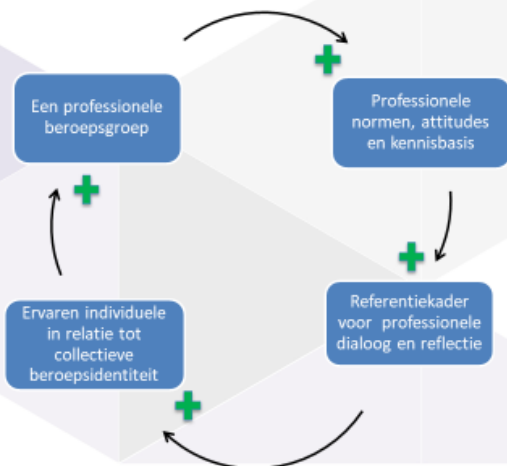 Een professionele
beroepsgroep
Professionele
normen, attitudes
en kennisbasis
Referentiekader
voor professionele
dialoog en reflectie
Ervaren individuele
in relatie tot
collectieve
beroepsidentiteit